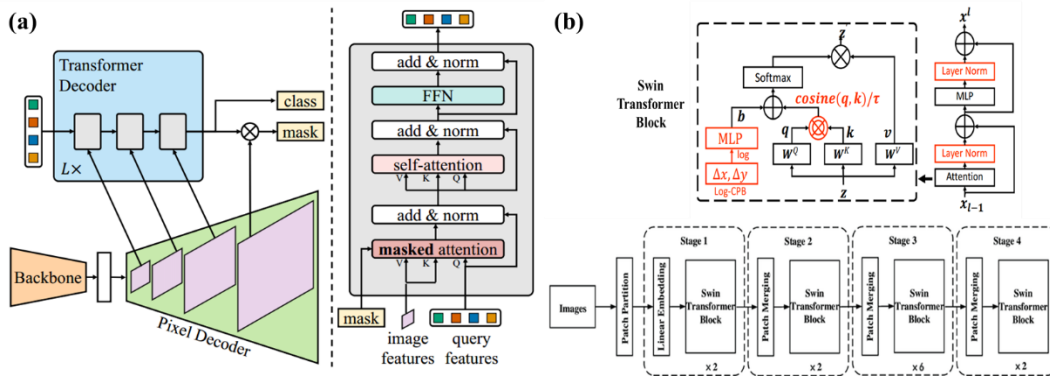 (a)
Transformer
Decoder
L×
class
mask
Backbone
Pixel Decoder
add & norm
FFN
add & norm
self-attention
V K Q
add & norm
masked attention
V K Q
mask
image
features
query
features
(b)
Swin
Transformer
Block
z
Softmax
cosine(q, k)/τ
b
MLP
log
Δx, Δy
Log-CPB
q
k
v
W^Q
W^K
W^V
z
x^l
Layer Norm
MLP
Layer Norm
Attention
x_{l-1}
Images
Patch Partition
Stage 1
Linear Embedding
Swin
Transformer
Block
×2
Stage 2
Patch Merging
Swin
Transformer
Block
×2
Stage 3
Patch Merging
Swin
Transformer
Block
×6
Stage 4
Patch Merging
Swin
Transformer
Block
×2